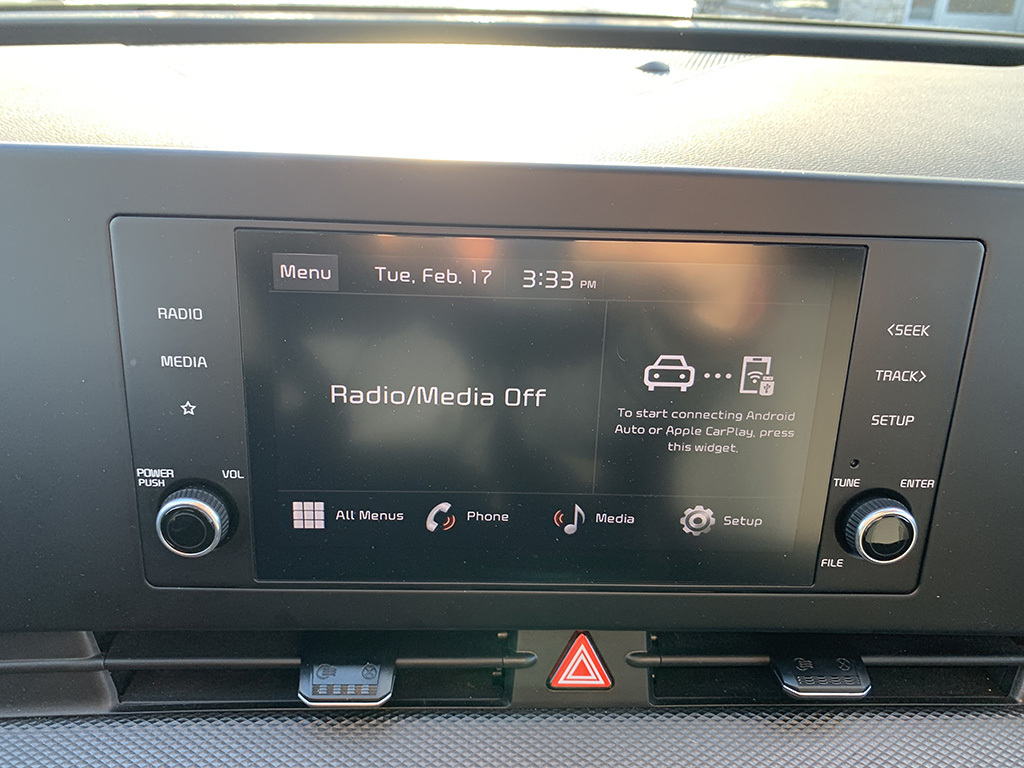 Menu
Tue, Feb. 17
3:33 PM
RADIO
MEDIA
POWER
PUSH
VOL
Radio/Media Off
To start connecting Android
Auto or Apple CarPlay, press
this widget.
All Menus
Phone
Media
Setup
<SEEK
TRACK>
SETUP
TUNE
ENTER
FILE